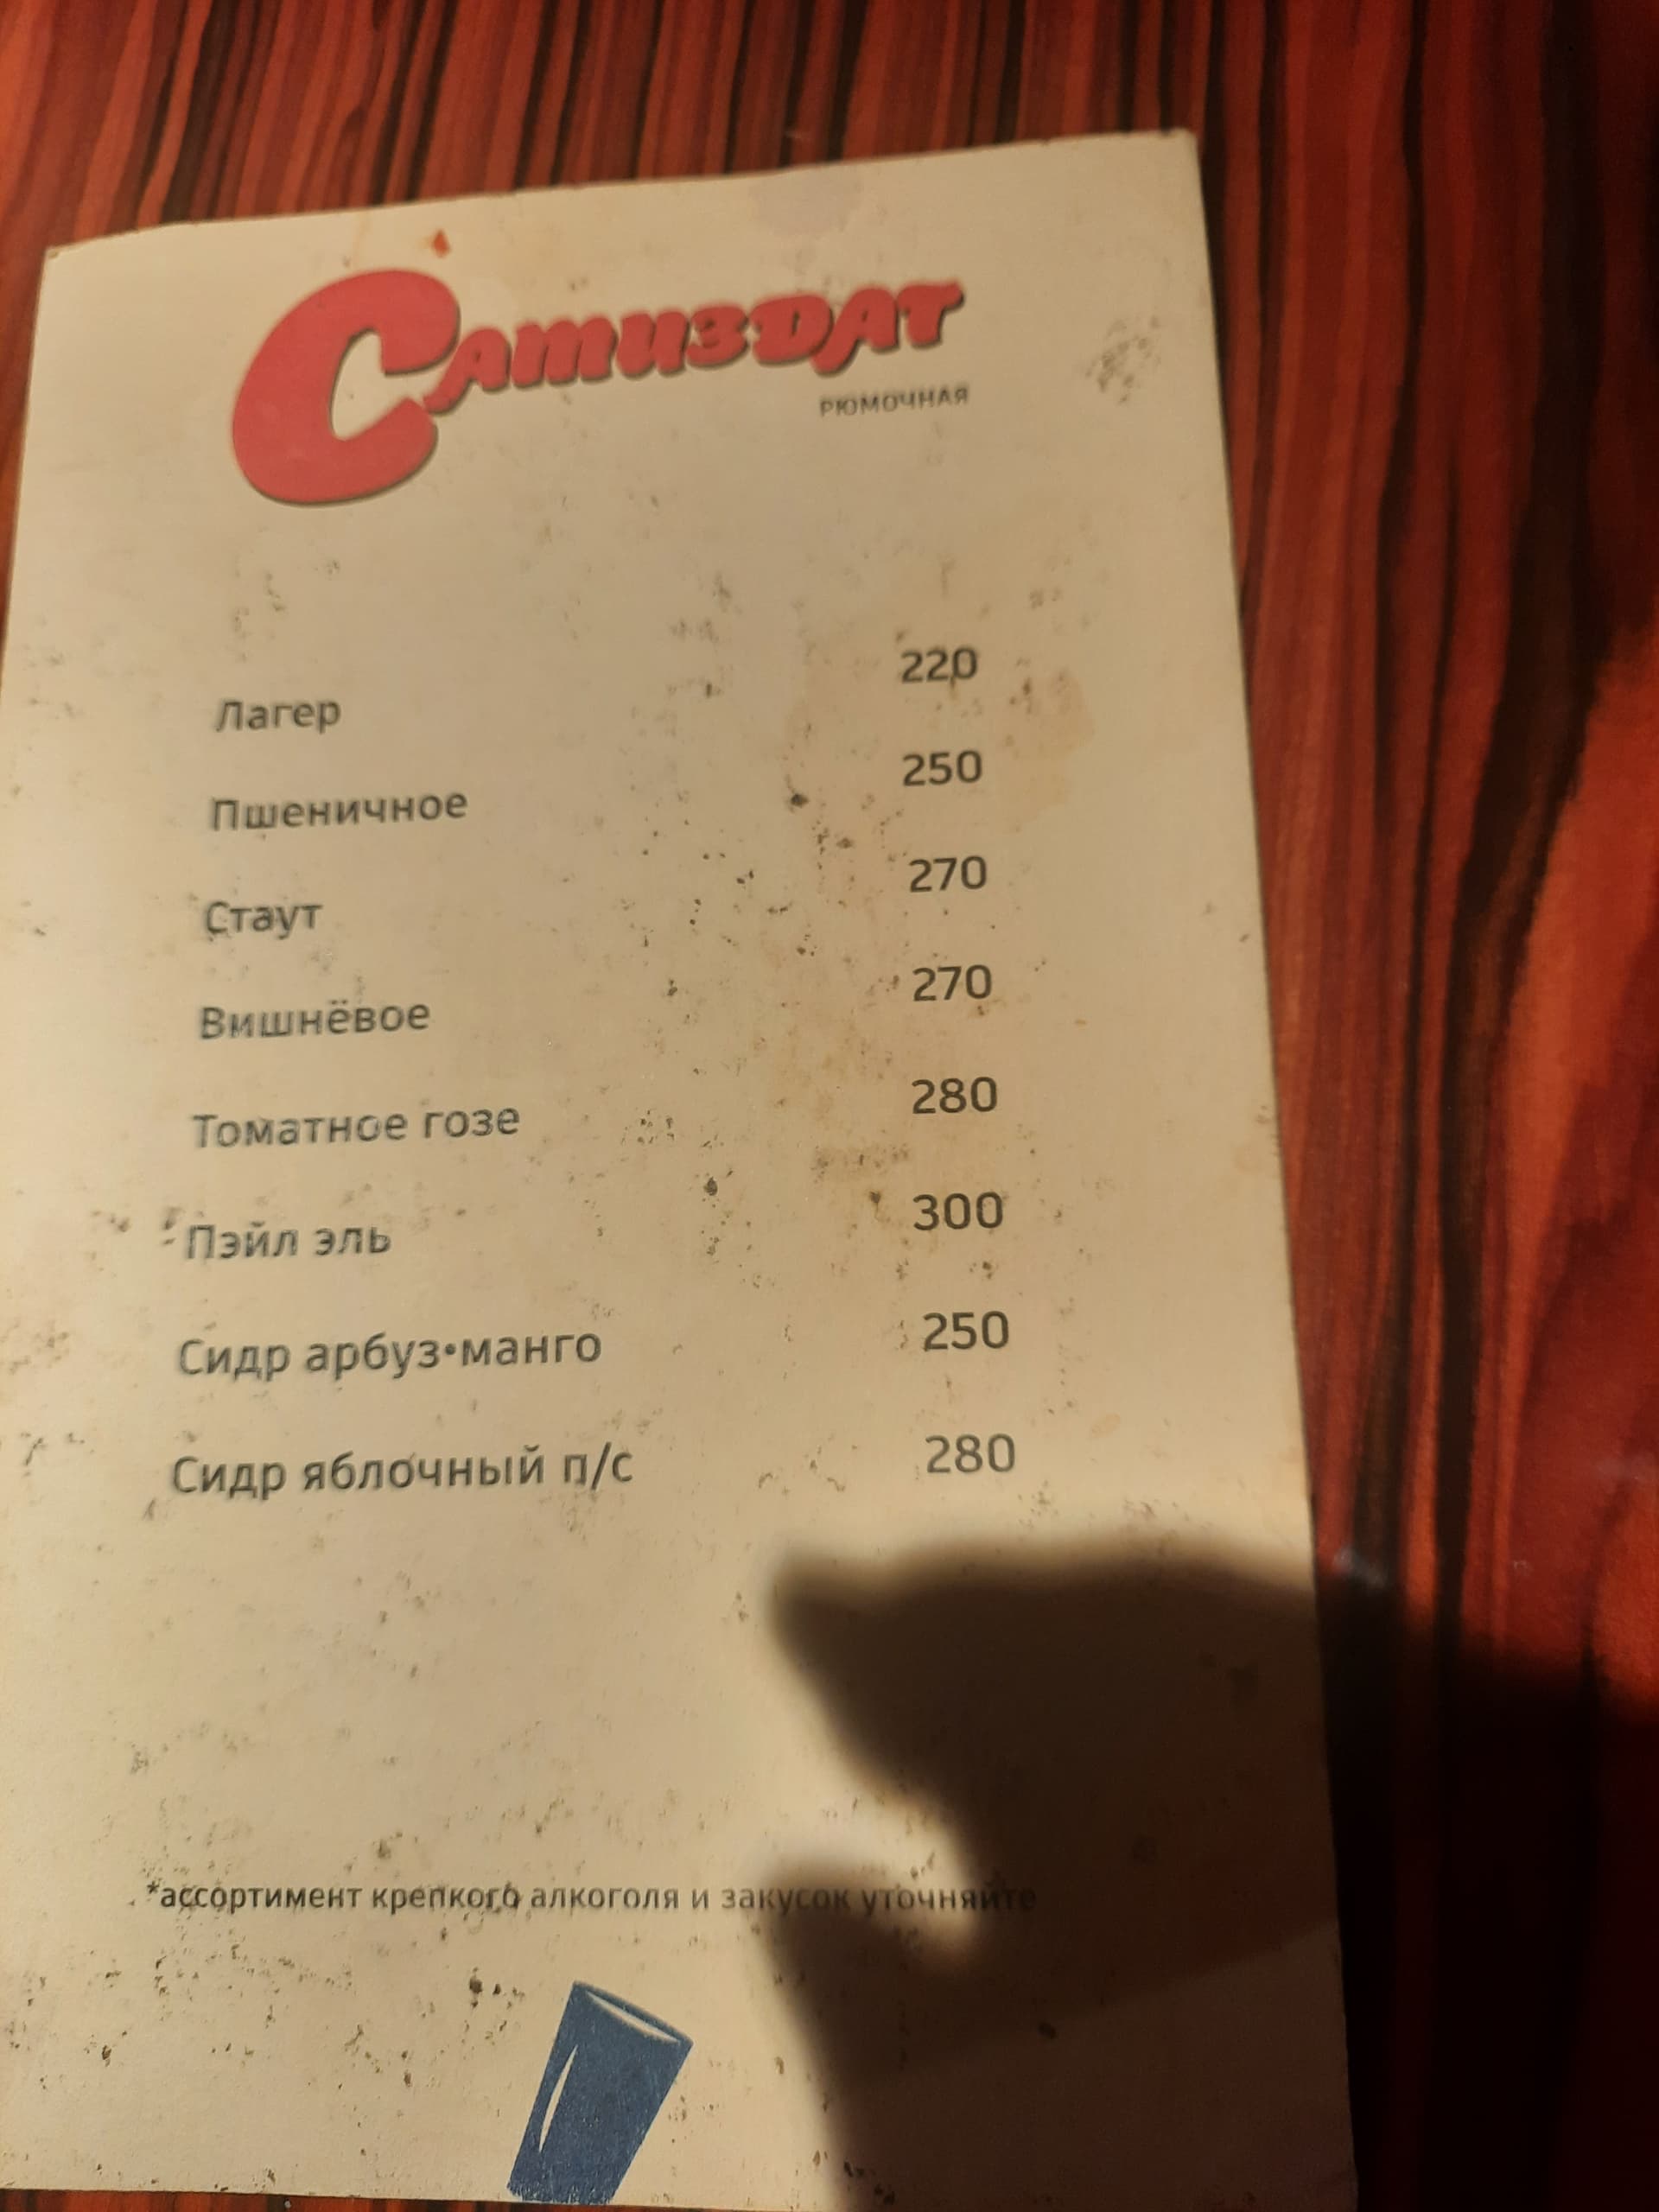 Сатиздат
РЮМОЧНАЯ
Лагер 220
Пшеничное 250
Стаут 270
Вишнёвое 270
Томатное гозе 280
Пэйл эль 300
Сидр арбуз•манго 250
Сидр яблочный п/с 280
*ассортимент крепкого алкоголя и закусок уточняйте